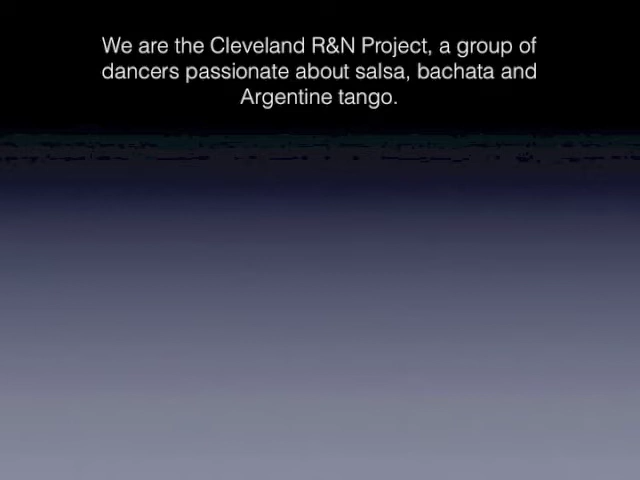 We are the Cleveland R&N Project, a group of
dancers passionate about salsa, bachata and
Argentine tango.